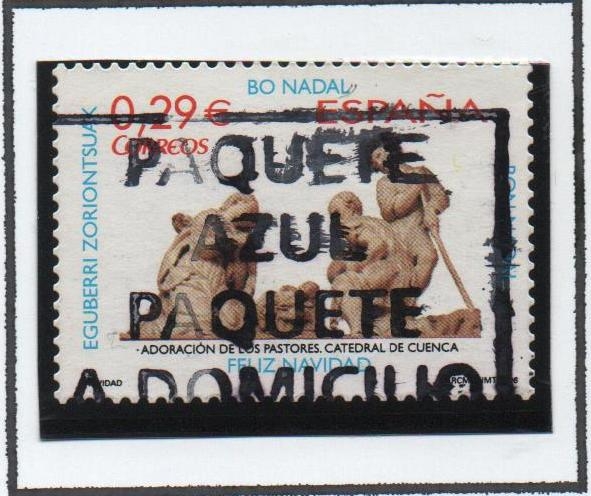 BO NADAL
0,29 € ESPAÑA
CORREOS
EGUBERRI ZORIONTSUAK
PAQUETE
AZUL
PAQUETE
A DOMICILIO
ADORACIÓN DE LOS PASTORES. CATEDRAL DE CUENCA
FELIZ NAVIDAD